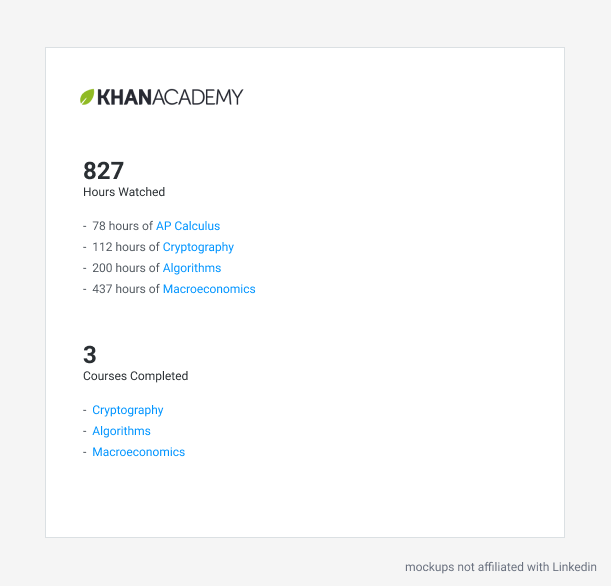 KHANACADEMY
827
Hours Watched
- 78 hours of AP Calculus
- 112 hours of Cryptography
- 200 hours of Algorithms
- 437 hours of Macroeconomics
3
Courses Completed
- Cryptography
- Algorithms
- Macroeconomics
mockups not affiliated with Linkedin